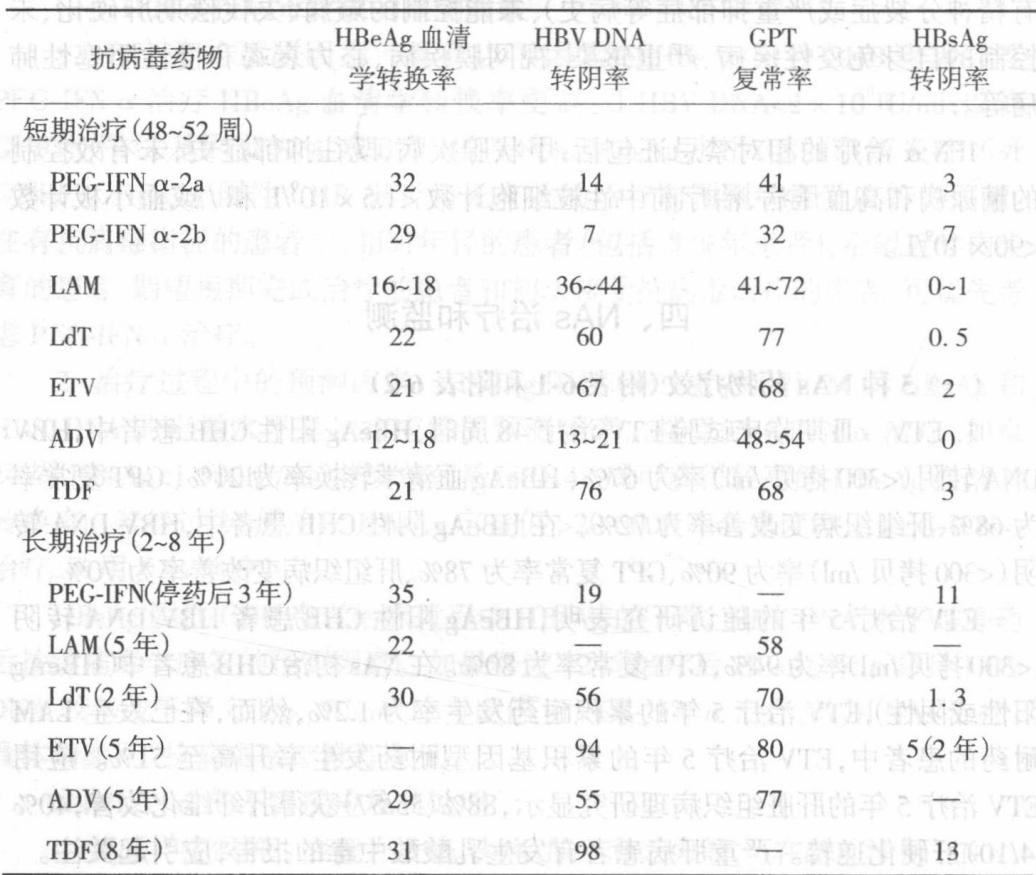 抗病毒药物 HBeAg 血清学转换率 HBV DNA 转阴率 GPT 复常率 HBsAg 转阴率
短期治疗(48~52 周)
PEG-IFN α-2a 32 14 41 3
PEG-IFN α-2b 29 7 32 7
LAM 16~18 36~44 41~72 0~1
LdT 22 60 77 0.5
ETV 21 67 68 2
ADV 12~18 13~21 48~54 0
TDF 21 76 68 3
长期治疗(2~8 年)
PEG-IFN(停药后 3 年) 35 19 — 11
LAM(5 年) 22 — 58 —
LdT(2 年) 30 56 70 1.3
ETV(5 年) — 94 80 5(2 年)
ADV(5 年) 29 55 77 —
TDF(8 年) 31 98 — 13